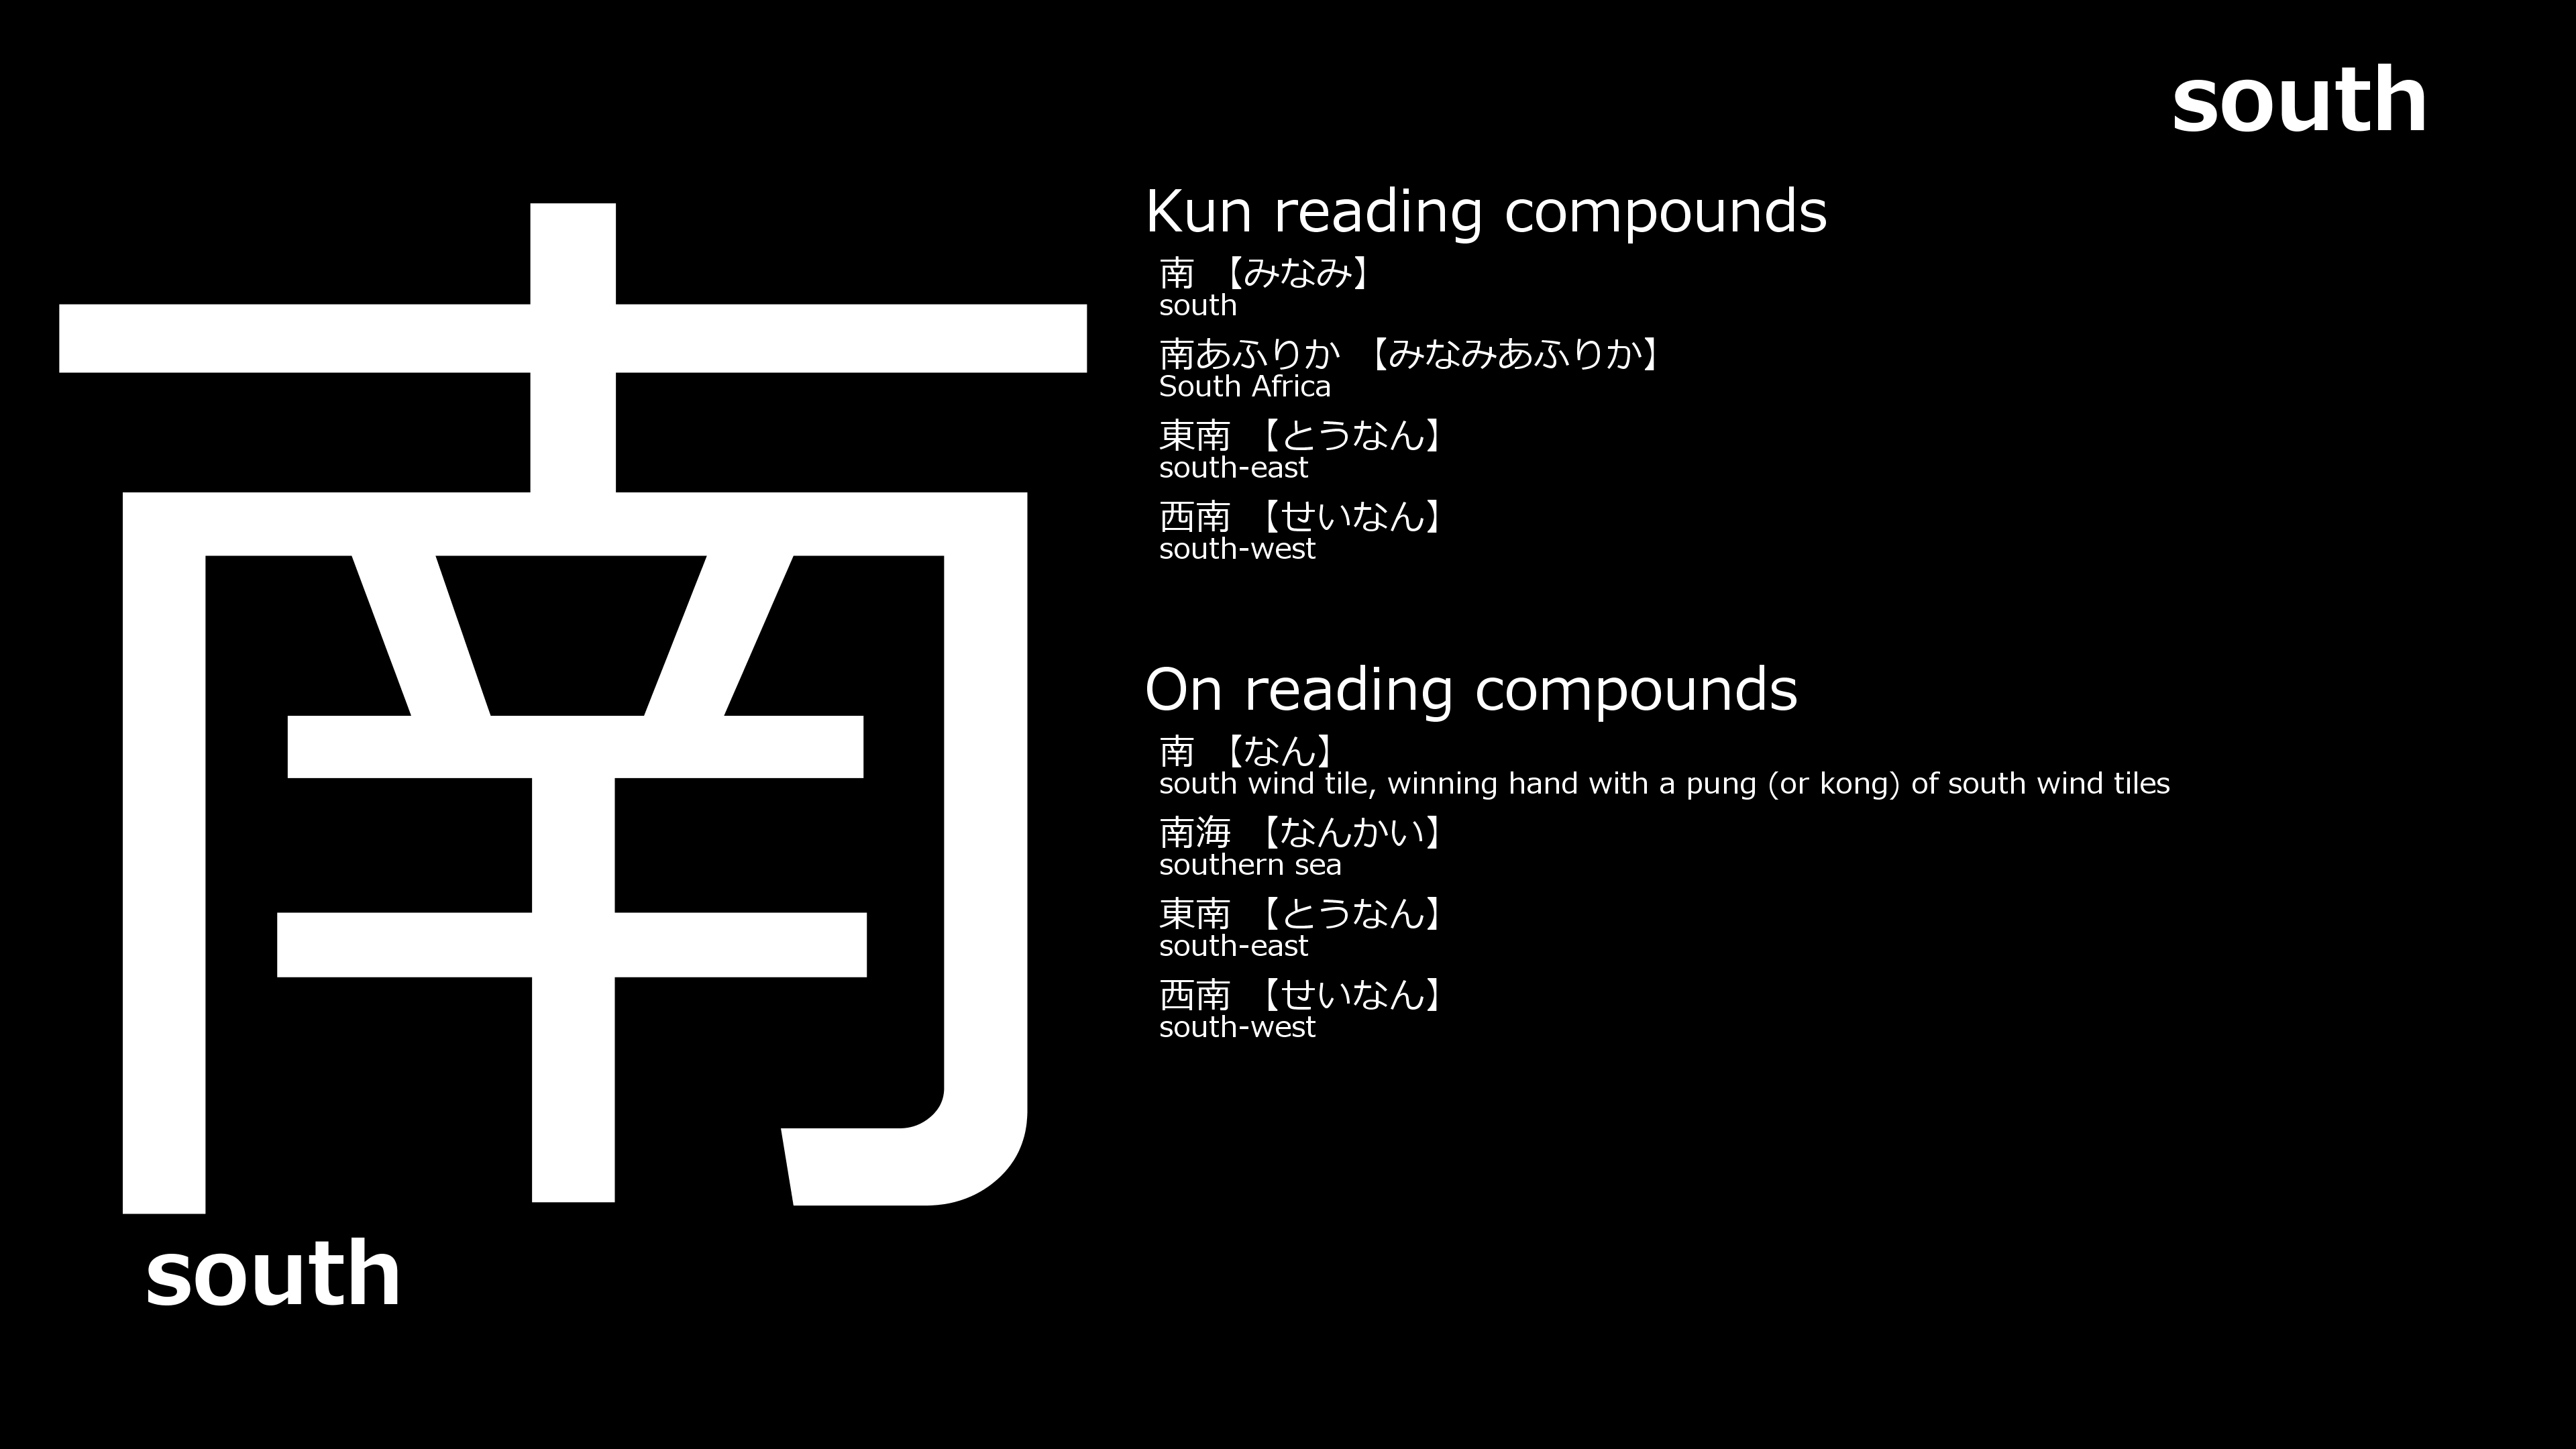 south
南
Kun reading compounds
南 【みなみ】
south
南あふりか 【みなみあふりか】
South Africa
東南 【とうなん】
south-east
西南 【せいなん】
south-west
On reading compounds
南 【なん】
south wind tile, winning hand with a pung (or kong) of south wind tiles
南海 【なんかい】
southern sea
東南 【とうなん】
south-east
西南 【せいなん】
south-west
south